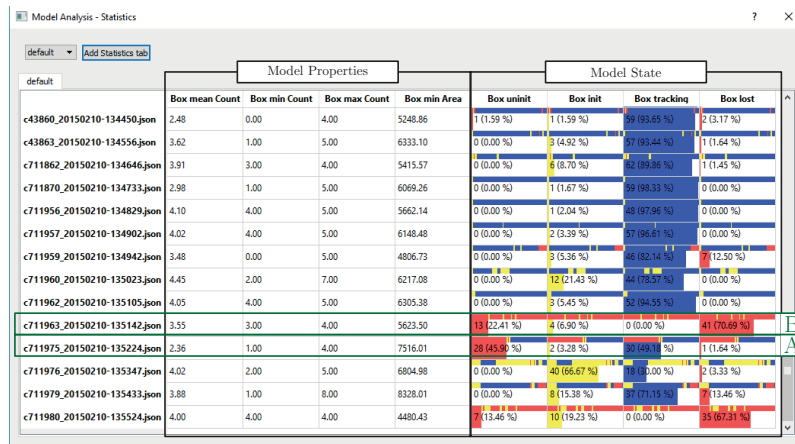 Model Analysis - Statistics ? ×
default Add Statistics tab
Model Properties Model State
default
Box mean Count Box min Count Box max Count Box min Area Box uninit Box init Box tracking Box lost
c43860_20150210-134450.json 2.48 0.00 4.00 5248.86 1 (1.59 %) 1 (1.59 %) 59 (93.65 %) 2 (3.17 %)
c43863_20150210-134556.json 3.62 1.00 5.00 6333.10 0 (0.00 %) 3 (4.92 %) 57 (93.44 %) 1 (1.64 %)
c711862_20150210-134646.json 3.91 3.00 4.00 5415.57 0 (0.00 %) 6 (8.70 %) 62 (89.86 %) 1 (1.45 %)
c711870_20150210-134733.json 2.98 1.00 5.00 6069.26 0 (0.00 %) 1 (1.67 %) 59 (98.33 %) 0 (0.00 %)
c711956_20150210-134829.json 4.10 4.00 5.00 5662.14 0 (0.00 %) 1 (2.04 %) 48 (97.96 %) 0 (0.00 %)
c711957_20150210-134902.json 4.02 4.00 5.00 6148.48 0 (0.00 %) 2 (3.39 %) 57 (96.61 %) 0 (0.00 %)
c711959_20150210-134942.json 3.48 0.00 5.00 4806.73 0 (0.00 %) 3 (5.36 %) 46 (82.14 %) 7 (12.50 %)
c711960_20150210-135023.json 4.45 2.00 7.00 6217.08 0 (0.00 %) 12 (21.43 %) 44 (78.57 %) 0 (0.00 %)
c711962_20150210-135105.json 4.05 4.00 5.00 6305.38 0 (0.00 %) 3 (5.45 %) 52 (94.55 %) 0 (0.00 %)
c711963_20150210-135142.json 3.55 3.00 4.00 5623.50 13 (22.41 %) 4 (6.90 %) 0 (0.00 %) 41 (70.69 %) B
c711975_20150210-135224.json 2.36 1.00 4.00 7516.01 28 (45.90 %) 2 (3.28 %) 30 (49.18 %) 1 (1.64 %) A
c711976_20150210-135347.json 4.02 2.00 5.00 6804.98 0 (0.00 %) 40 (66.67 %) 18 (30.00 %) 2 (3.33 %)
c711979_20150210-135433.json 3.88 1.00 8.00 8328.01 0 (0.00 %) 8 (15.38 %) 37 (71.15 %) 7 (13.46 %)
c711980_20150210-135524.json 4.00 4.00 4.00 4480.43 7 (13.46 %) 10 (19.23 %) 0 (0.00 %) 35 (67.31 %)